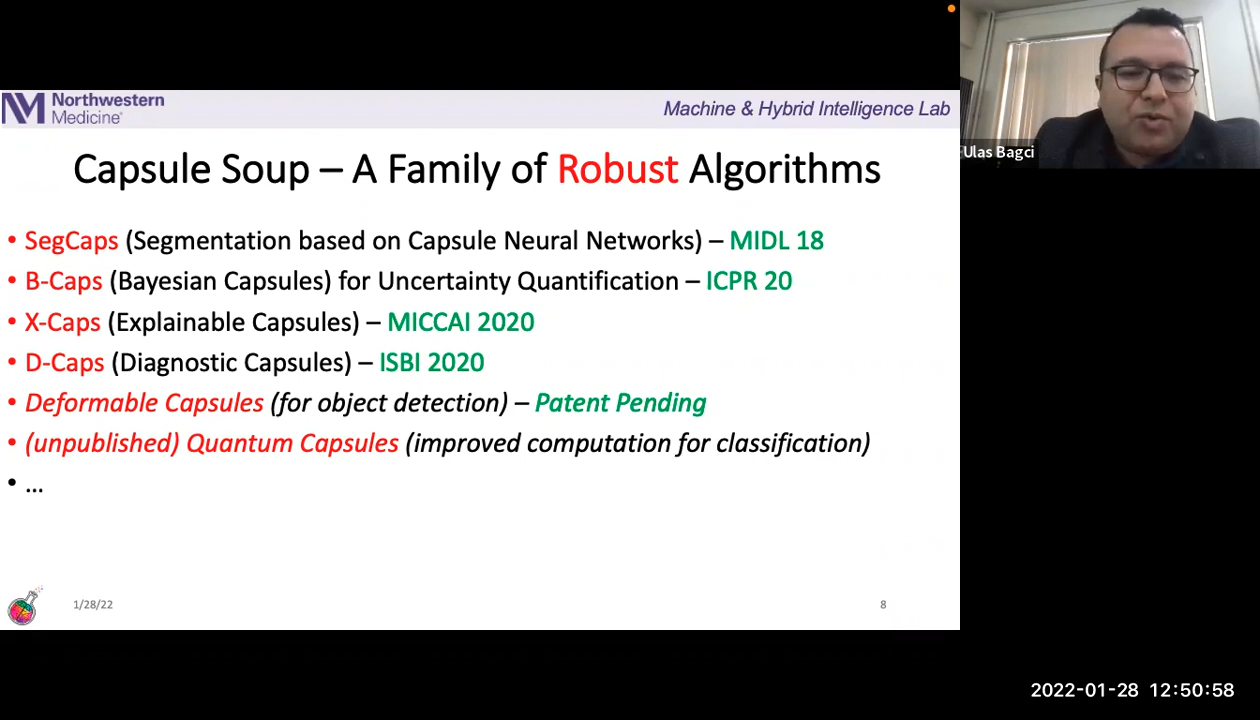 Northwestern
Medicine®
Machine & Hybrid Intelligence Lab
Ulas Bagci
Capsule Soup – A Family of Robust Algorithms
• SegCaps (Segmentation based on Capsule Neural Networks) – MIDL 18
• B-Caps (Bayesian Capsules) for Uncertainty Quantification – ICPR 20
• X-Caps (Explainable Capsules) – MICCAI 2020
• D-Caps (Diagnostic Capsules) – ISBI 2020
• Deformable Capsules (for object detection) – Patent Pending
• (unpublished) Quantum Capsules (improved computation for classification)
• ...
1/28/22
8
2022-01-28 12:50:58